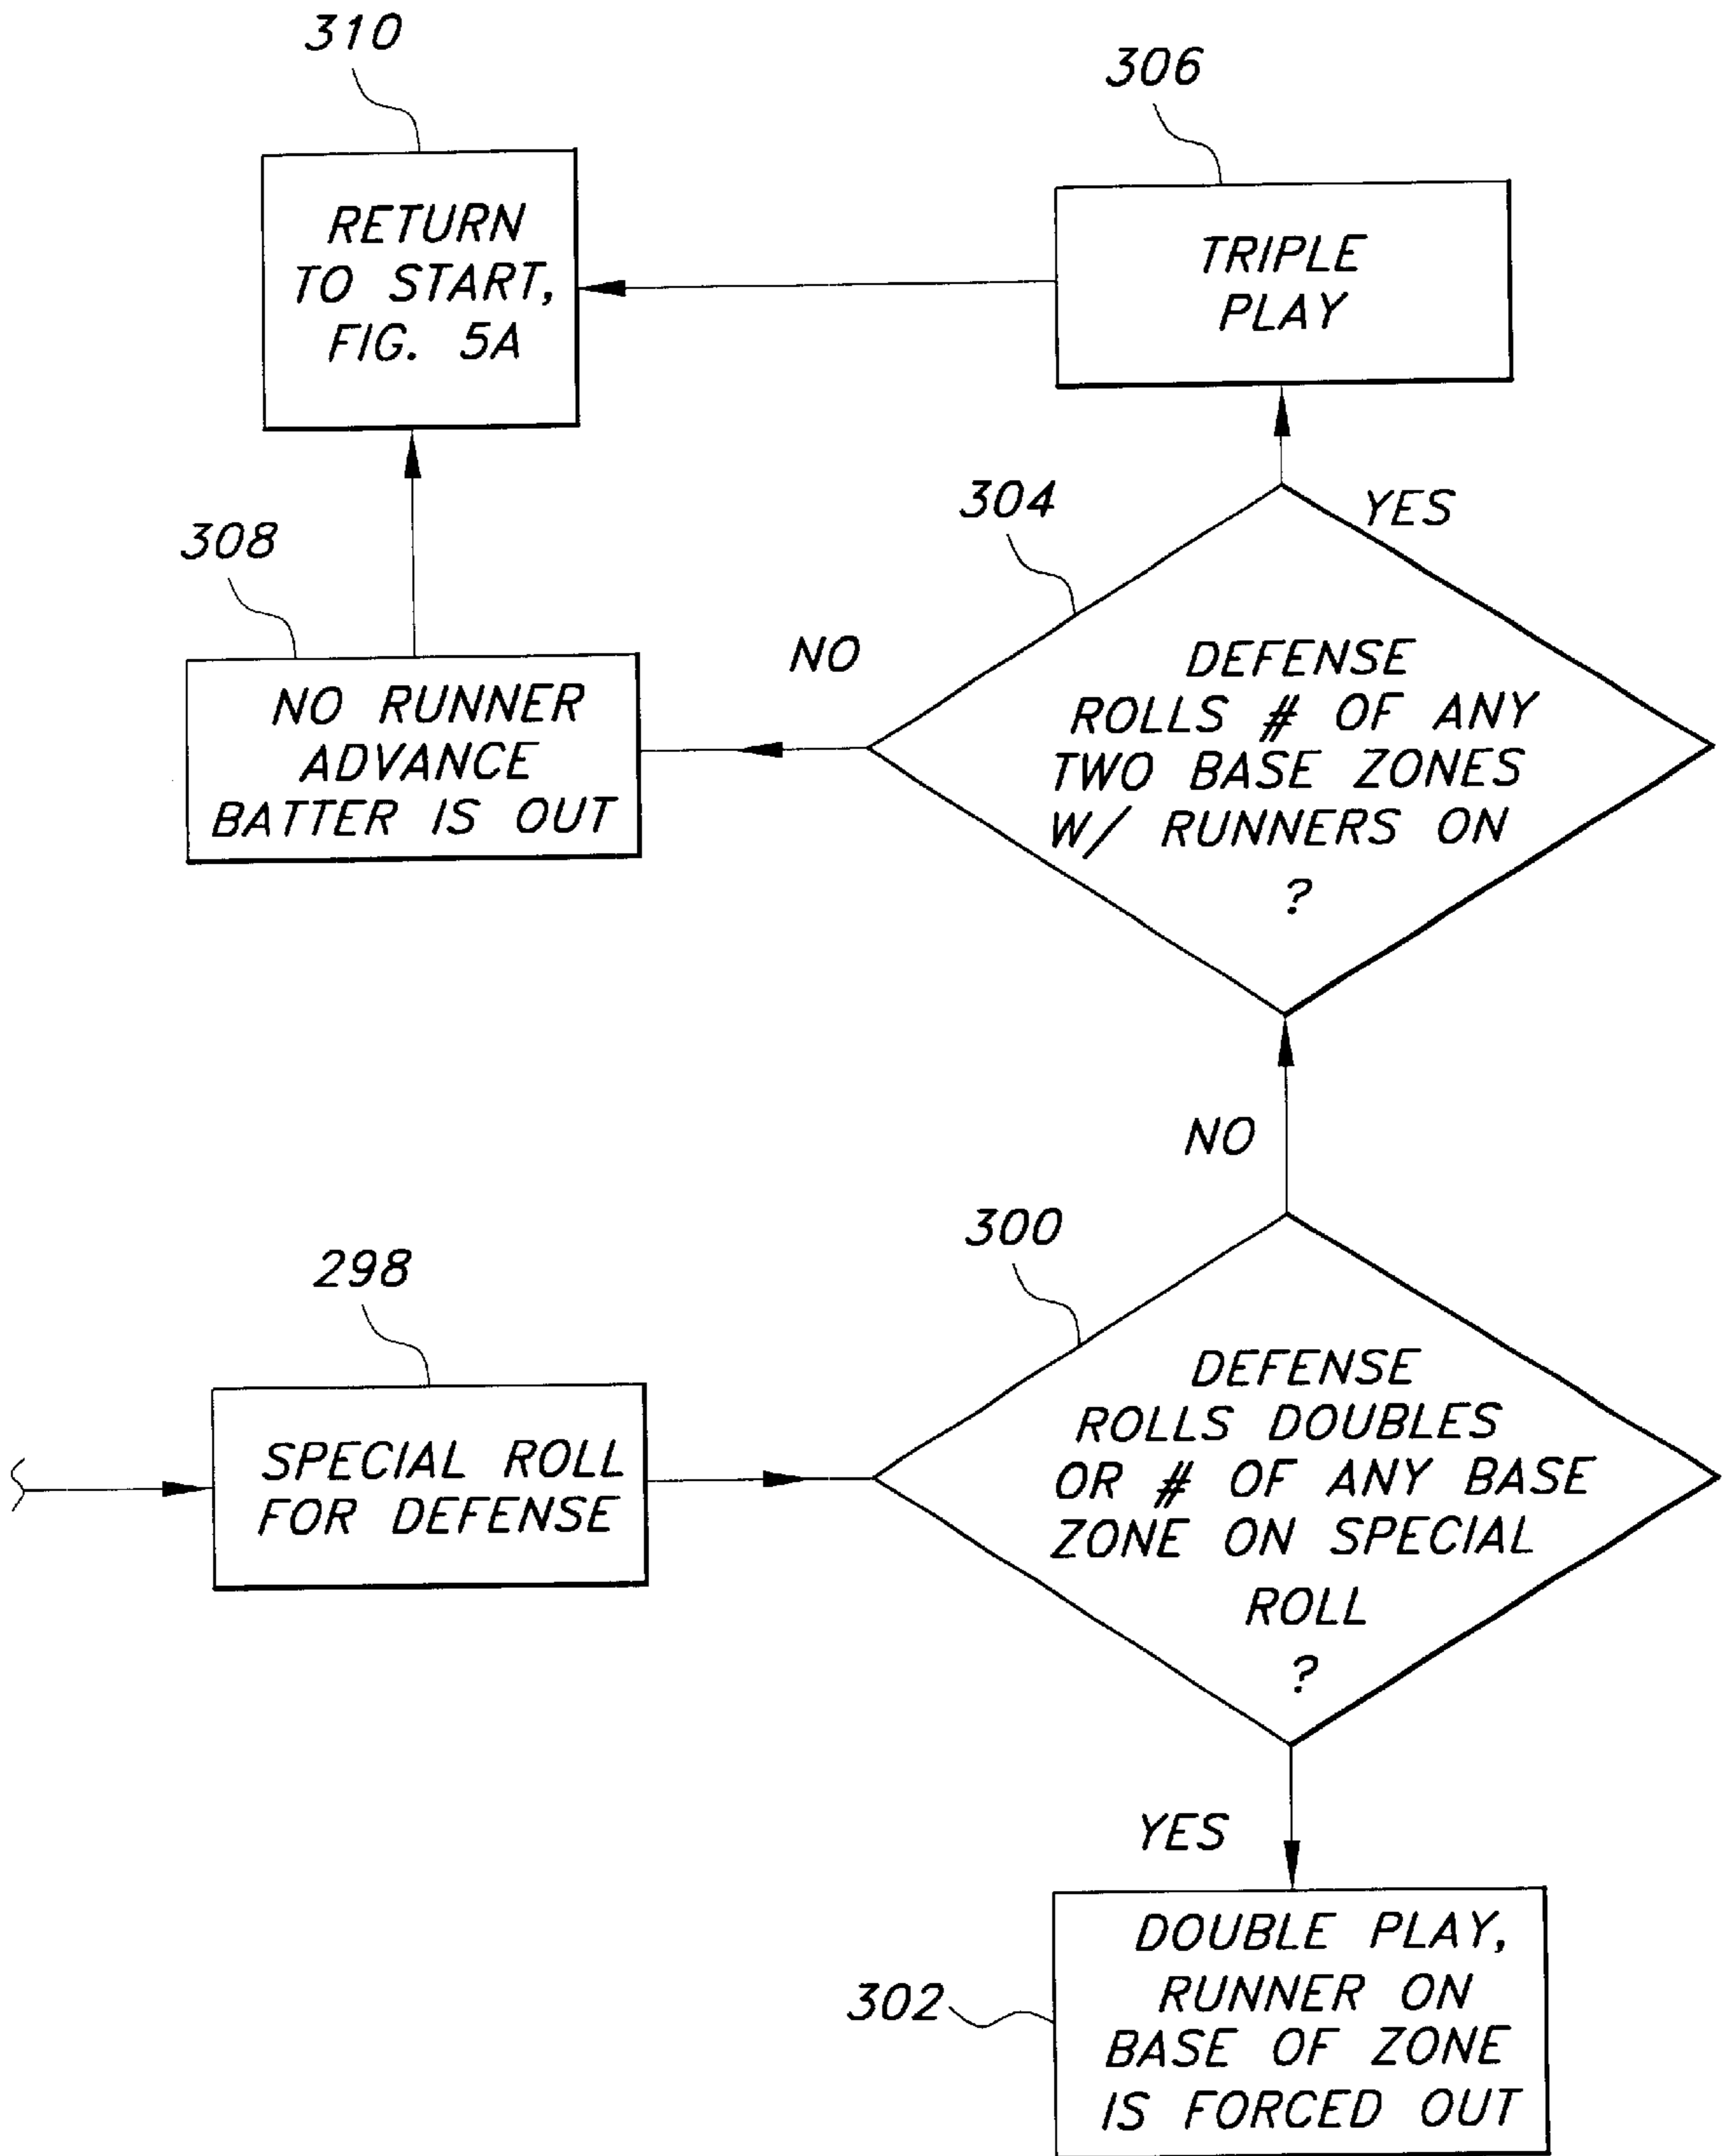 310
306
RETURN
TO START,
FIG. 5A
TRIPLE
PLAY
304
YES
308
NO
DEFENSE
ROLLS # OF ANY
TWO BASE ZONES
W/ RUNNERS ON
?
NO RUNNER
ADVANCE
BATTER IS OUT
NO
300
298
DEFENSE
ROLLS DOUBLES
OR # OF ANY BASE
ZONE ON SPECIAL
ROLL
?
SPECIAL ROLL
FOR DEFENSE
YES
302
DOUBLE PLAY,
RUNNER ON
BASE OF ZONE
IS FORCED OUT